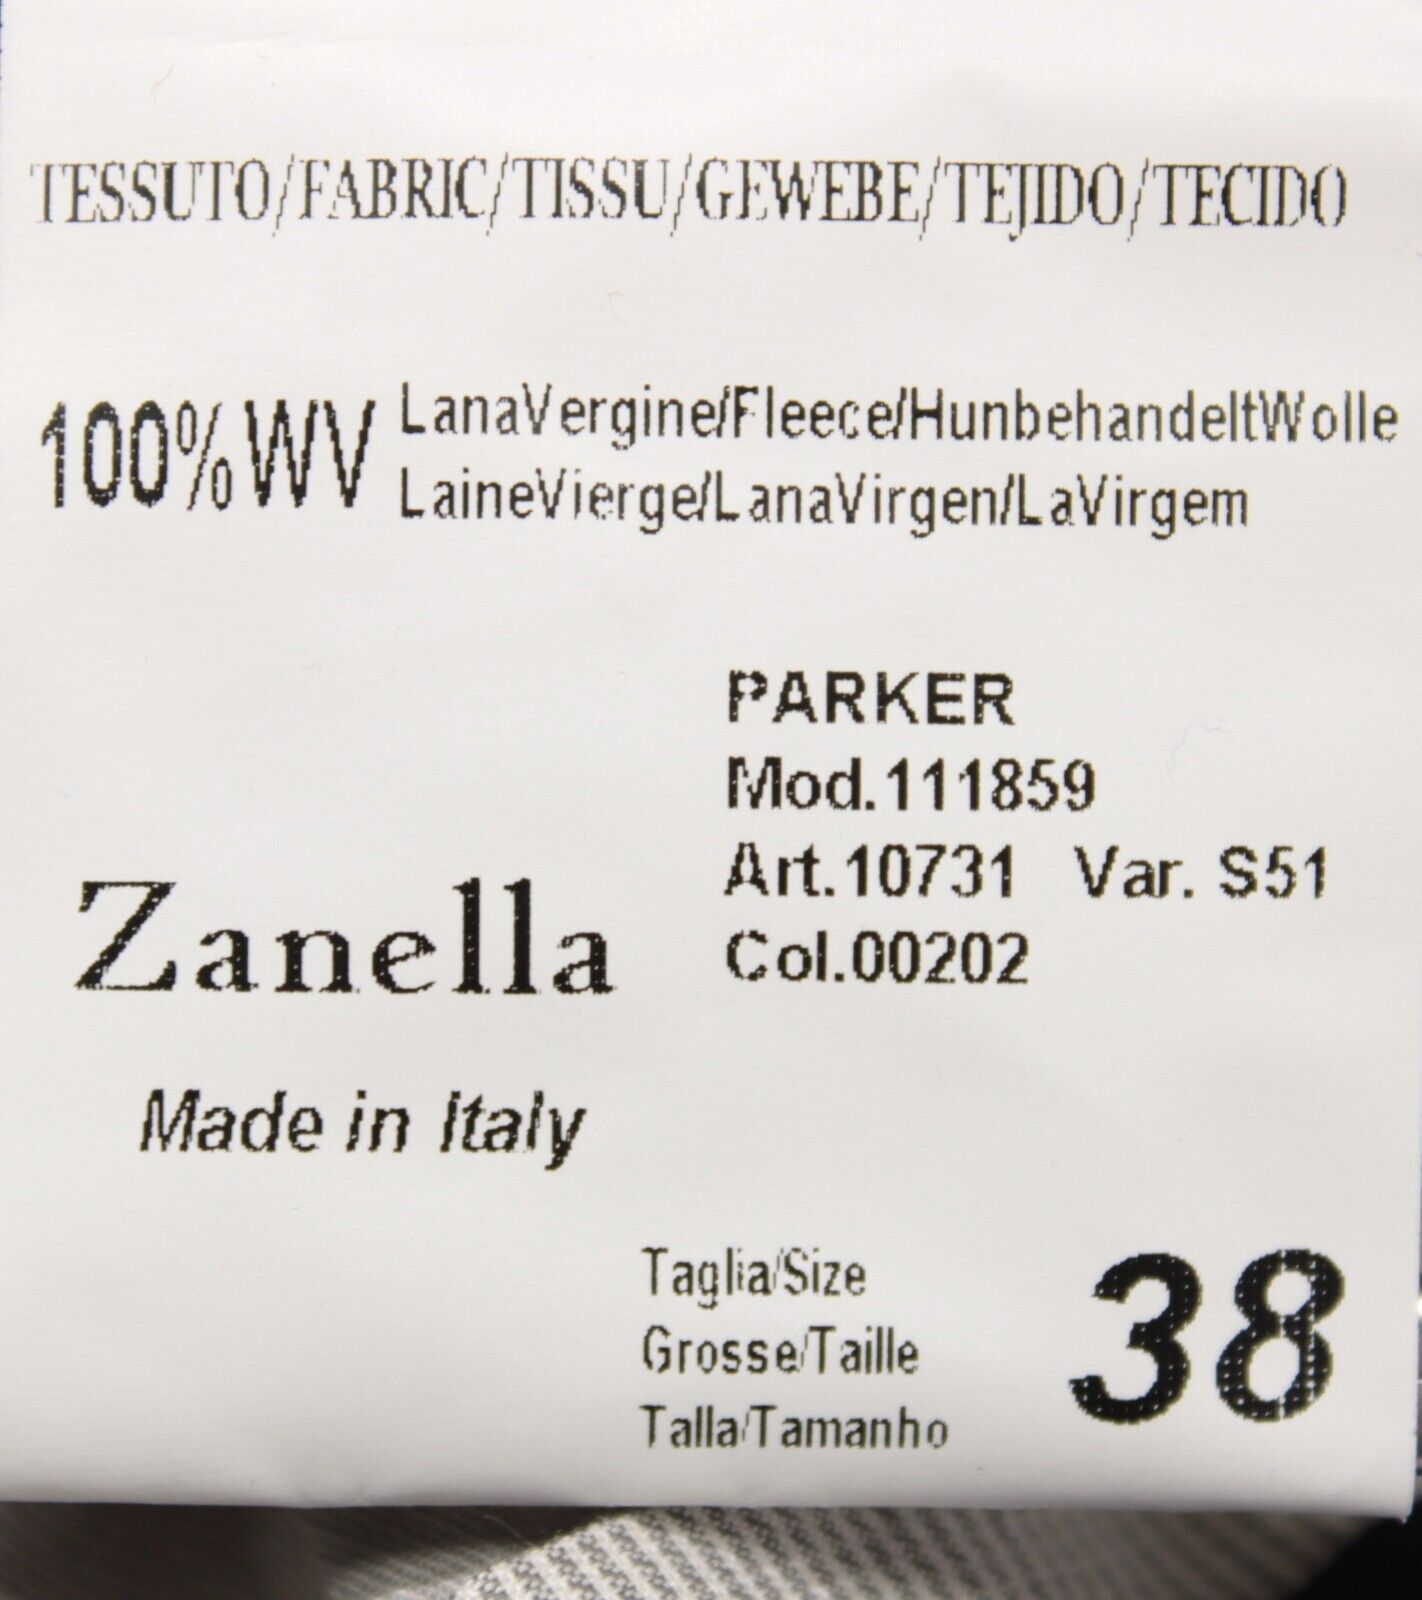 TESSUTO/FABRIC/TISSU/GEWEBE/TEJIDO/TECIDO
100%WV LanaVergine/Fleece/HunbehandeltWolle
LaineVierge/LanaVirgen/LaVirgem
PARKER
Mod.111859
Art.10731 Var. S51
Col.00202
Zanella
Made in Italy
Taglia/Size
Grosse/Taille
Talla/Tamanho
38